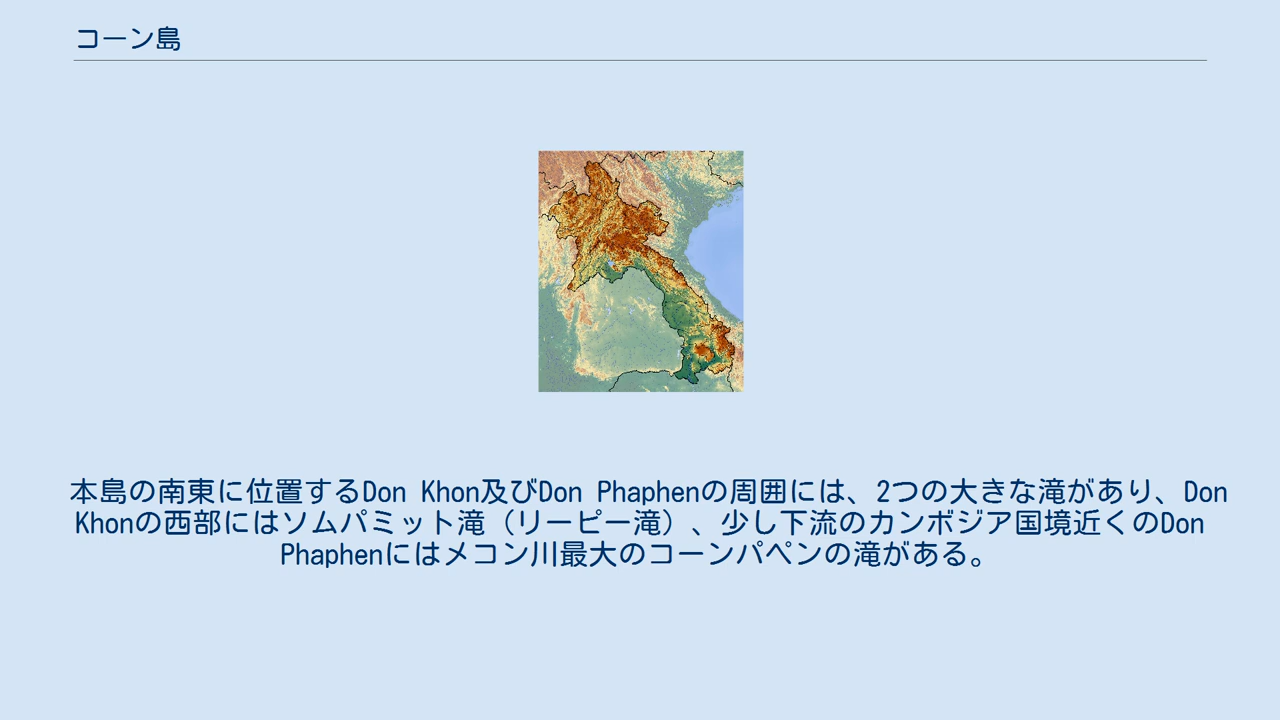 コーン島
本島の南東に位置するDon Khon及びDon Phaphenの周囲には、2つの大きな滝があり、Don
Khonの西部にはソムパミット滝（リーピー滝）、少し下流のカンボジア国境近くのDon
Phaphenにはメコン川最大のコーンパペンの滝がある。